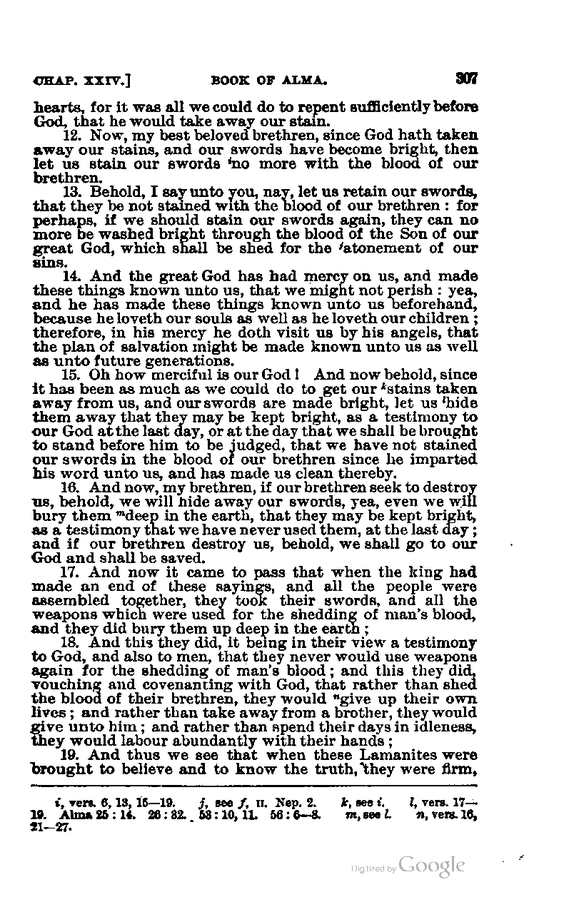 CHAP. XXIV.] BOOK OF ALMA. 307
hearts, for it was all we could do to repent sufficiently before
God, that he would take away our stain.
12. Now, my best beloved brethren, since God hath taken
away our stains, and our swords have become bright, then
let us stain our swords ⁱno more with the blood of our
brethren.
13. Behold, I say unto you, nay, let us retain our swords,
that they be not stained with the blood of our brethren : for
perhaps, if we should stain our swords again, they can no
more be washed bright through the blood of the Son of our
great God, which shall be shed for the ʲatonement of our
sins.
14. And the great God has had mercy on us, and made
these things known unto us, that we might not perish : yea,
and he has made these things known unto us beforehand,
because he loveth our souls as well as he loveth our children ;
therefore, in his mercy he doth visit us by his angels, that
the plan of salvation might be made known unto us as well
as unto future generations.
15. Oh how merciful is our God ! And now behold, since
it has been as much as we could do to get our ᵏstains taken
away from us, and our swords are made bright, let us ˡhide
them away that they may be kept bright, as a testimony to
our God at the last day, or at the day that we shall be brought
to stand before him to be judged, that we have not stained
our swords in the blood of our brethren since he imparted
his word unto us, and has made us clean thereby.
16. And now, my brethren, if our brethren seek to destroy
us, behold, we will hide away our swords, yea, even we will
bury them ᵐdeep in the earth, that they may be kept bright,
as a testimony that we have never used them, at the last day ;
and if our brethren destroy us, behold, we shall go to our
God and shall be saved.
17. And now it came to pass that when the king had
made an end of these sayings, and all the people were
assembled together, they took their swords, and all the
weapons which were used for the shedding of man's blood,
and they did bury them up deep in the earth ;
18. And this they did, it being in their view a testimony
to God, and also to men, that they never would use weapons
again for the shedding of man's blood ; and this they did,
vouching and covenanting with God, that rather than shed
the blood of their brethren, they would ⁿgive up their own
lives ; and rather than take away from a brother, they would
give unto him ; and rather than spend their days in idleness,
they would labour abundantly with their hands ;
19. And thus we see that when these Lamanites were
brought to believe and to know the truth, they were firm,
i, vers. 6, 13, 15—19. j, see f, II. Nep. 2. k, see i. l, vers. 17—
19. Alma 25 : 14. 26 : 32. 53 : 10, 11. 56 : 6—8. m, see l. n, vers. 16,
21—27.
Digitized by Google